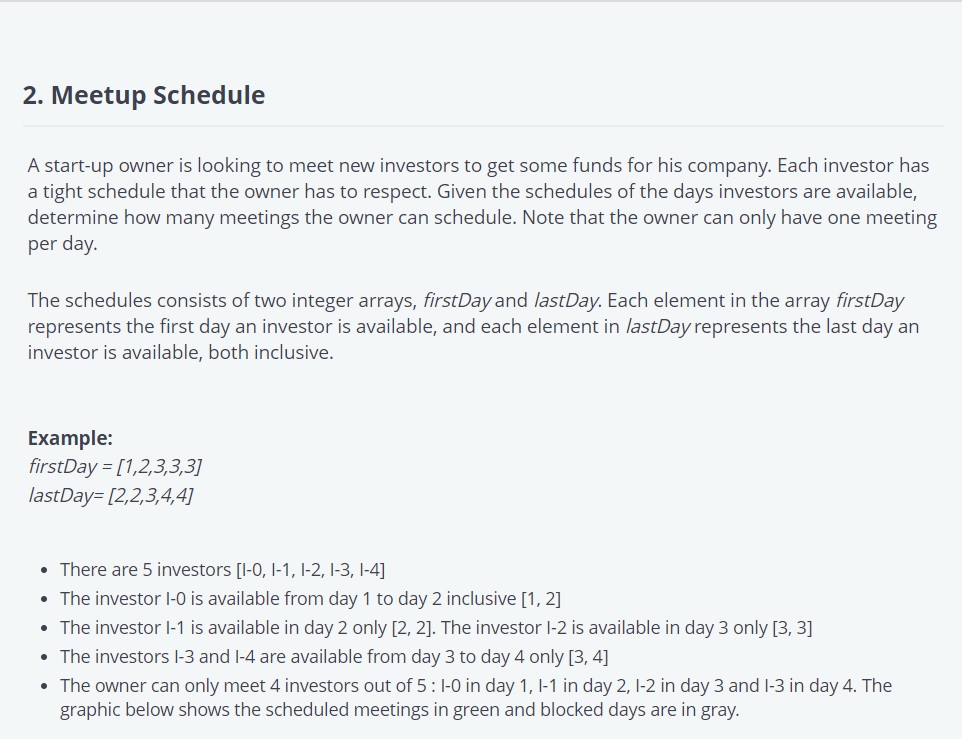 2. Meetup Schedule
A start-up owner is looking to meet new investors to get some funds for his company. Each investor has
a tight schedule that the owner has to respect. Given the schedules of the days investors are available,
determine how many meetings the owner can schedule. Note that the owner can only have one meeting
per day.
The schedules consists of two integer arrays, firstDay and lastDay. Each element in the array firstDay
represents the first day an investor is available, and each element in lastDay represents the last day an
investor is available, both inclusive.
Example:
firstDay = [1,2,3,3,3]
lastDay= [2,2,3,4,4]
• There are 5 investors [I-0, I-1, I-2, I-3, I-4]
• The investor I-0 is available from day 1 to day 2 inclusive [1, 2]
• The investor I-1 is available in day 2 only [2, 2]. The investor I-2 is available in day 3 only [3, 3]
• The investors I-3 and I-4 are available from day 3 to day 4 only [3, 4]
• The owner can only meet 4 investors out of 5 : I-0 in day 1, I-1 in day 2, I-2 in day 3 and I-3 in day 4. The
graphic below shows the scheduled meetings in green and blocked days are in gray.